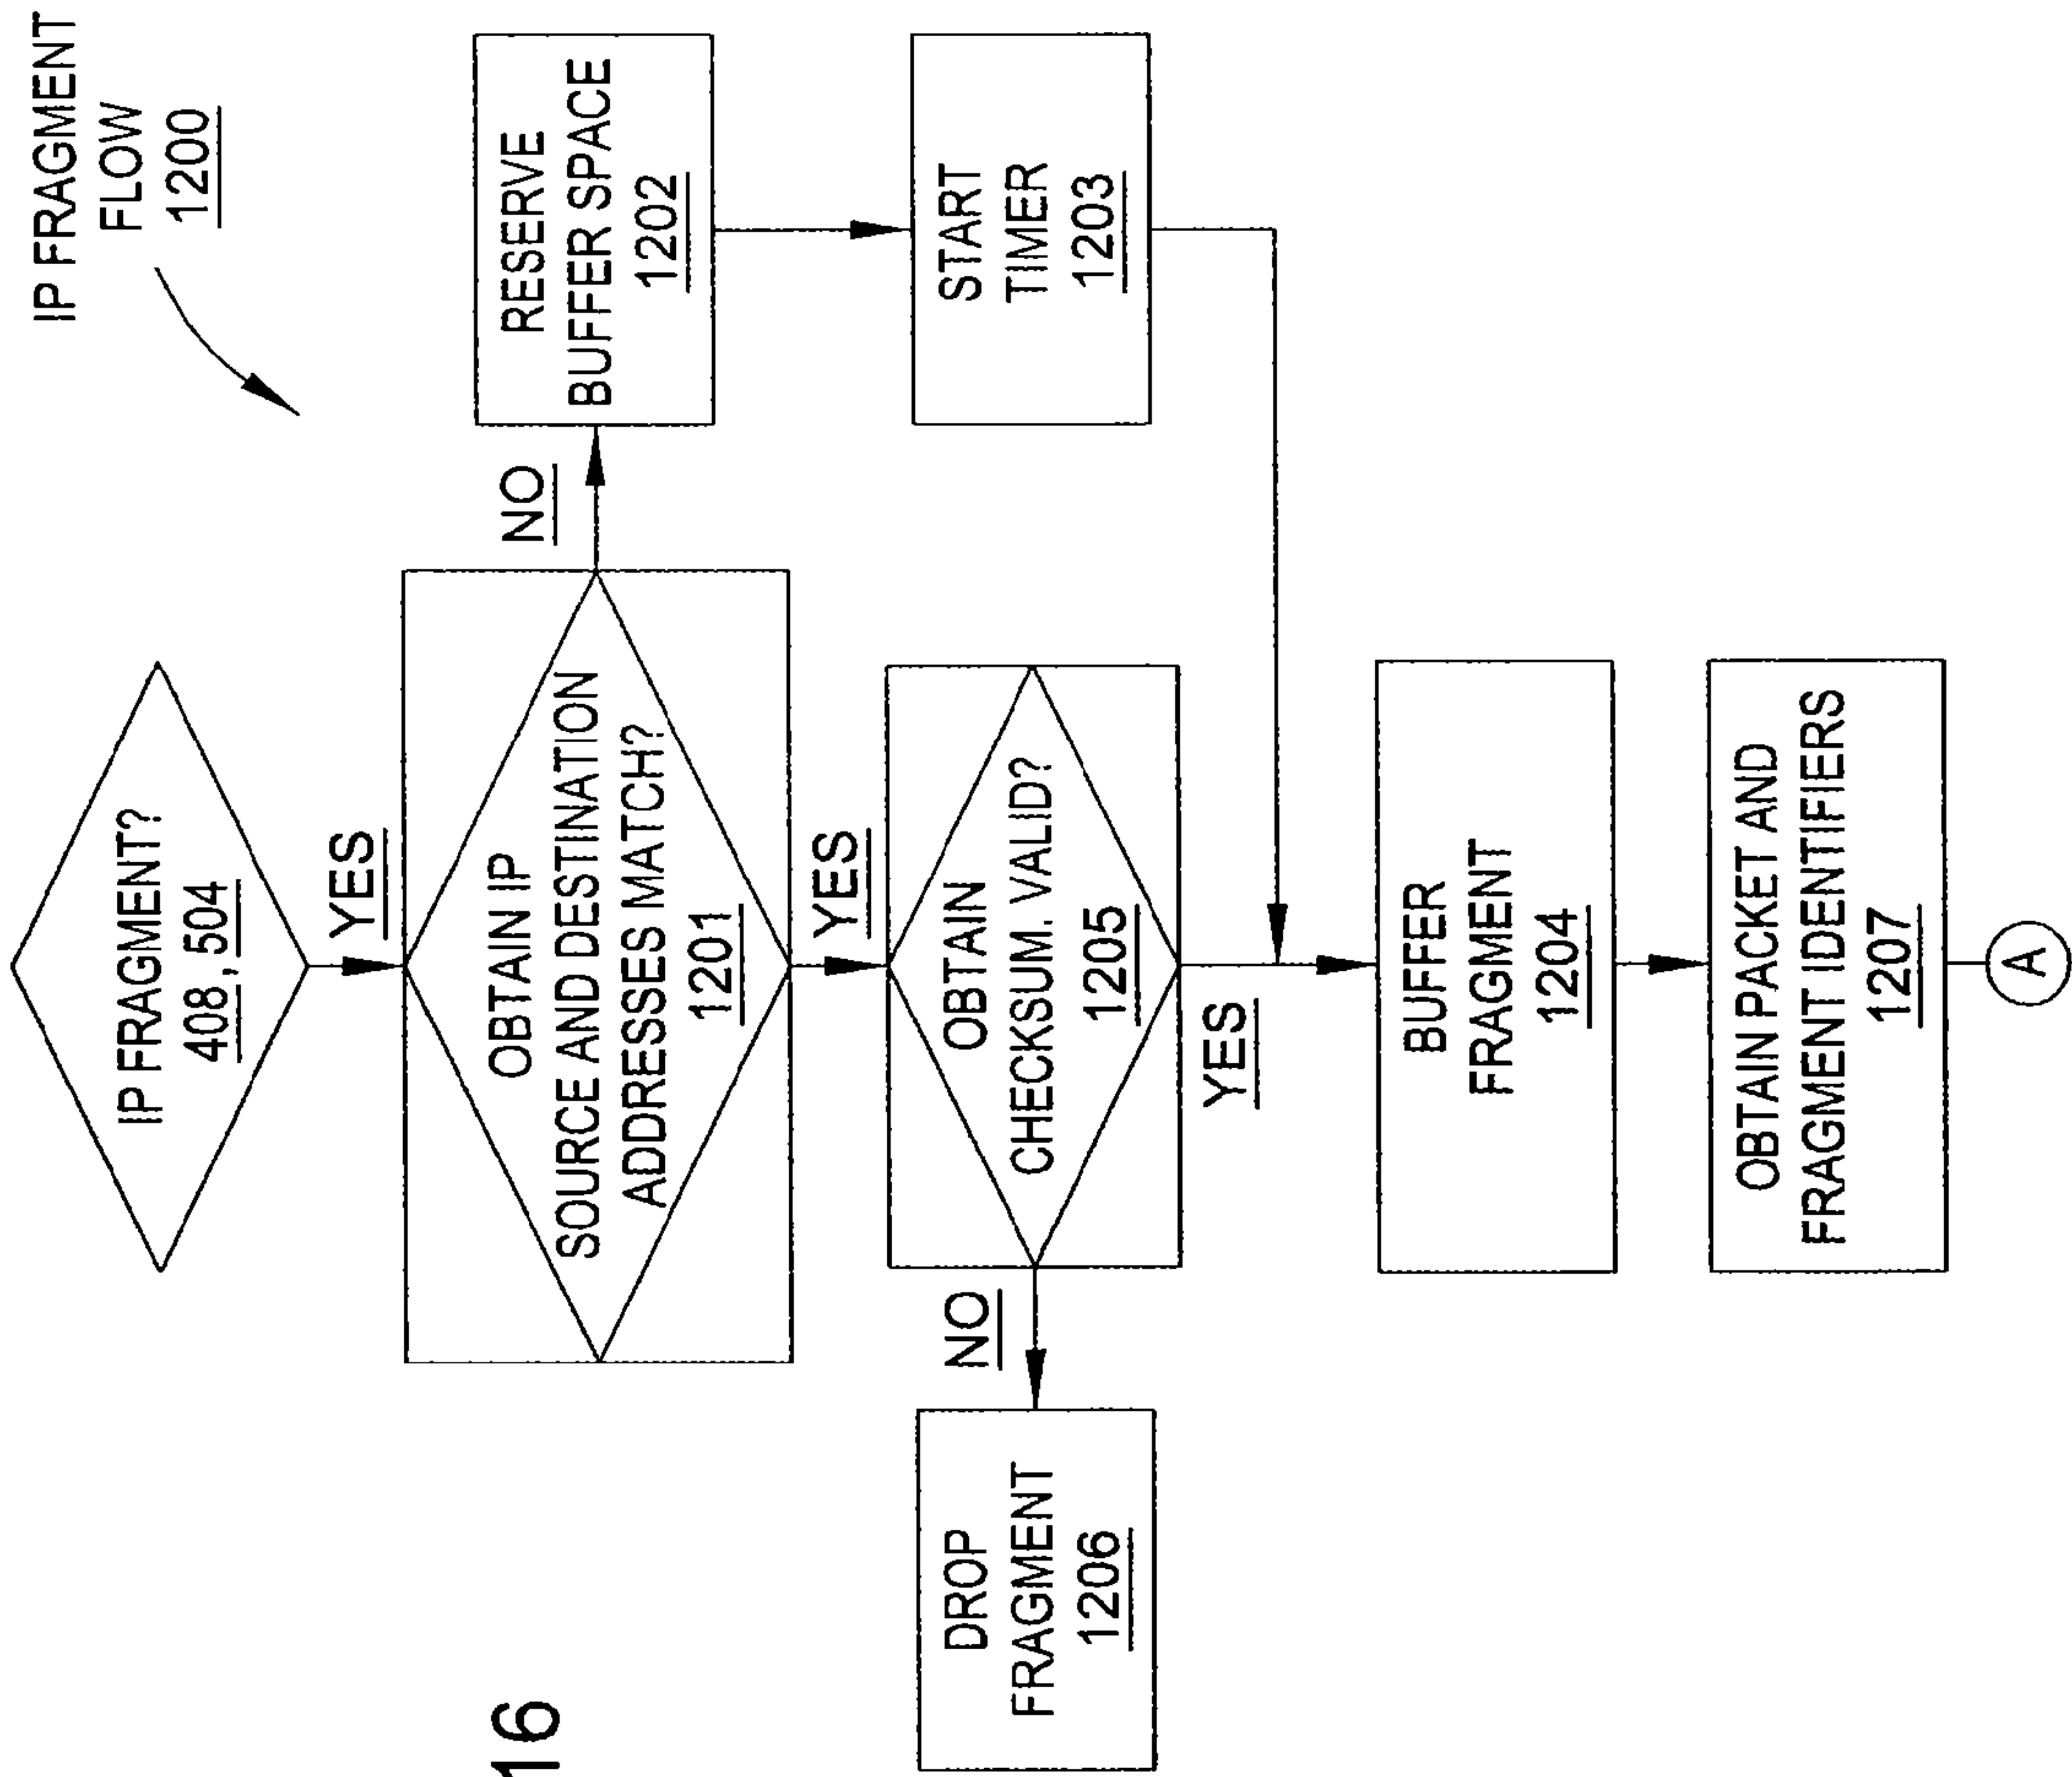 IP FRAGMENT
FLOW
1200
IP FRAGMENT?
408, 504
YES
OBTAIN IP
SOURCE AND DESTINATION
ADDRESSES MATCH?
1201
NO
RESERVE
BUFFER SPACE
1202
START
TIMER
1203
YES
OBTAIN
CHECKSUM. VALID?
1205
NO
DROP
FRAGMENT
1206
YES
BUFFER
FRAGMENT
1204
OBTAIN PACKET AND
FRAGMENT IDENTIFIERS
1207
A
16